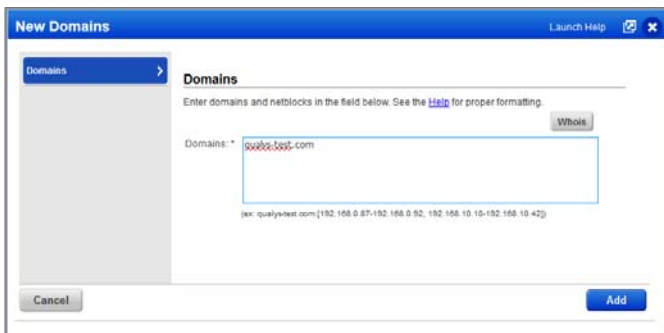 New Domains
Launch Help
Domains
Domains
Enter domains and netblocks in the field below. See the Help for proper formatting.
Whois
Domains: * qualys-test.com
(ex: qualys-test.com:[192.168.0.87-192.168.0.92, 192.168.10.10-192.168.10.42])
Cancel
Add